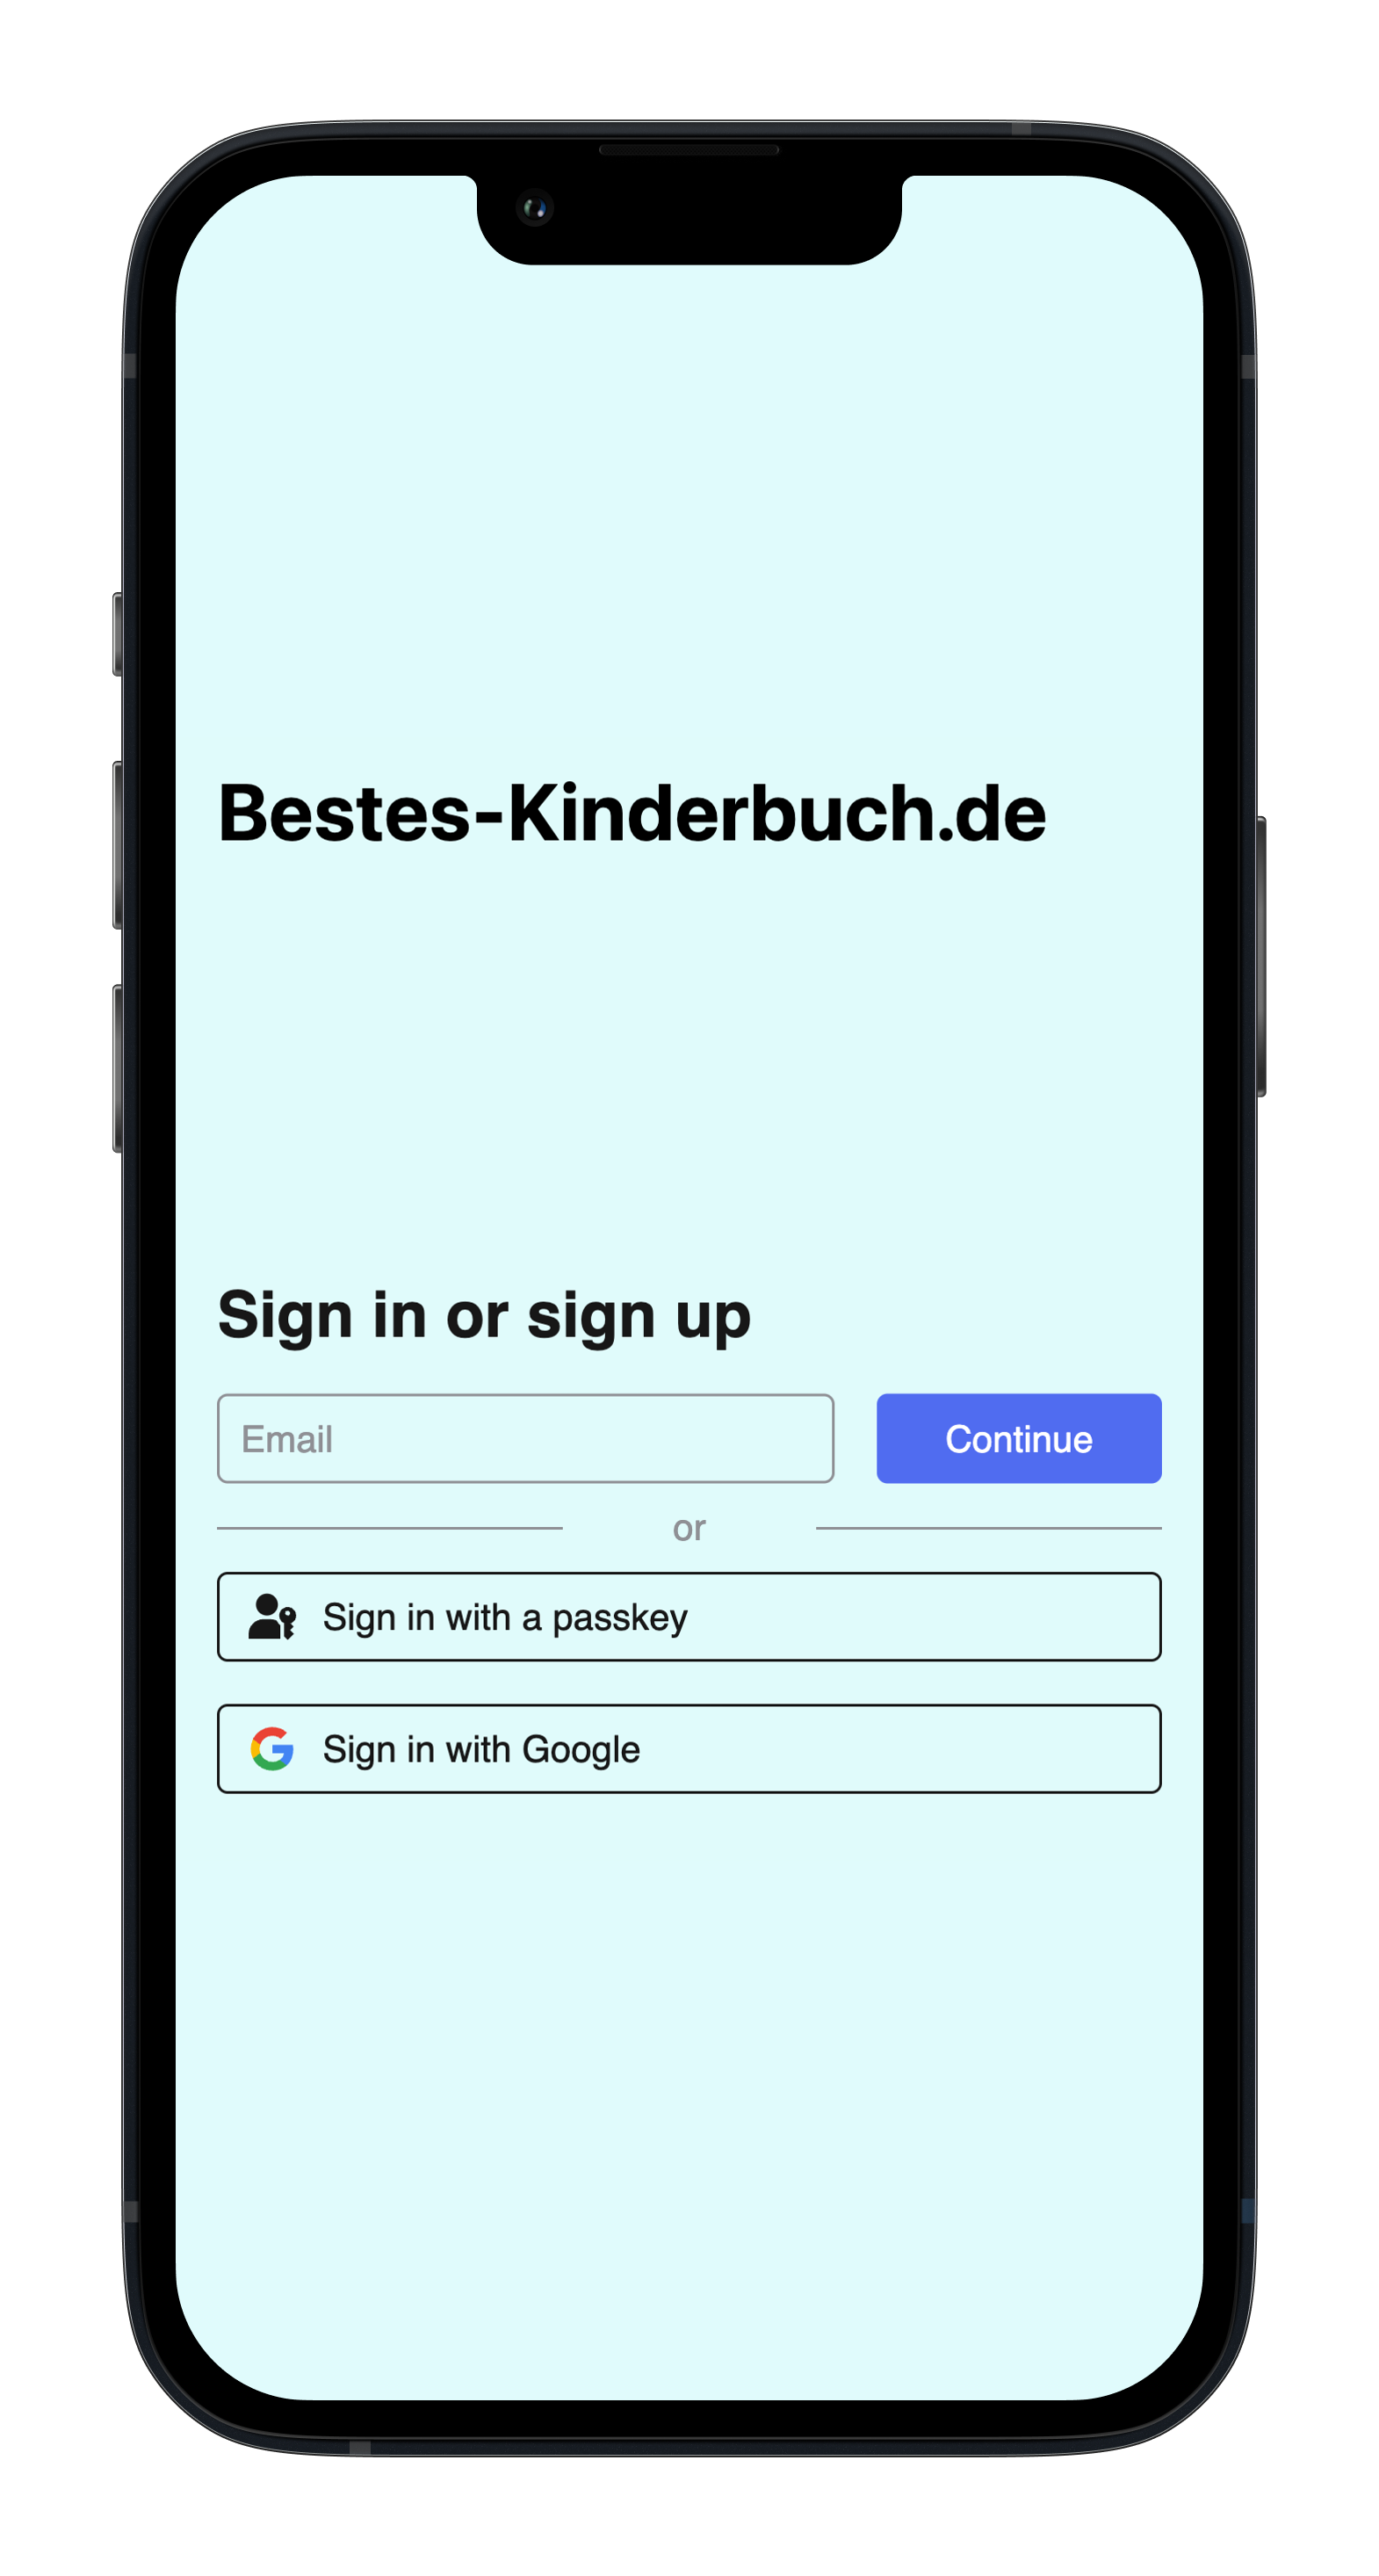 Bestes-Kinderbuch.de
Sign in or sign up
Email
Continue
or
Sign in with a passkey
Sign in with Google